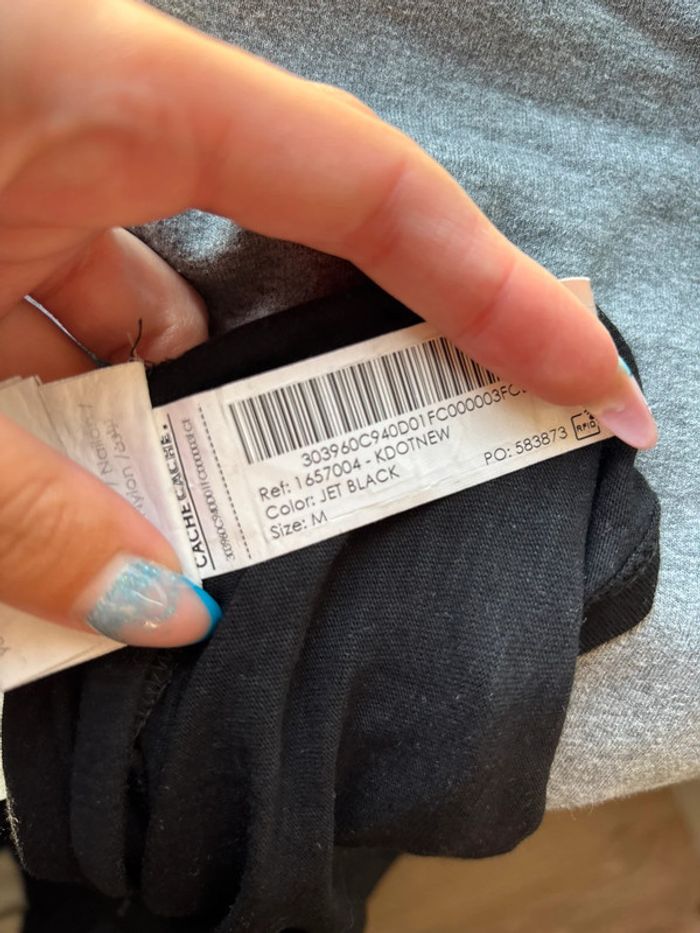 303960C940D01FC000003FC
Ref: 1657004 - KDOTNEW
Color: JET BLACK
Size: M
PO: 583873
RFID
CACHE CACHE.